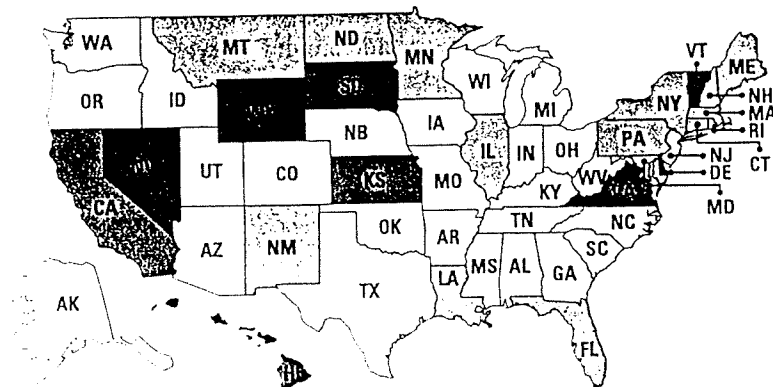 WA
MT
ND
MN
VT
ME
OR
ID
SD
WI
NY
NH
MA
RI
CT
MI
NB
IA
PA
NJ
DE
MD
UT
CO
KS
MO
IL
IN
OH
WV
VA
KY
CA
AZ
NM
OK
AR
TN
NC
SC
AK
TX
LA
MS
AL
GA
FL